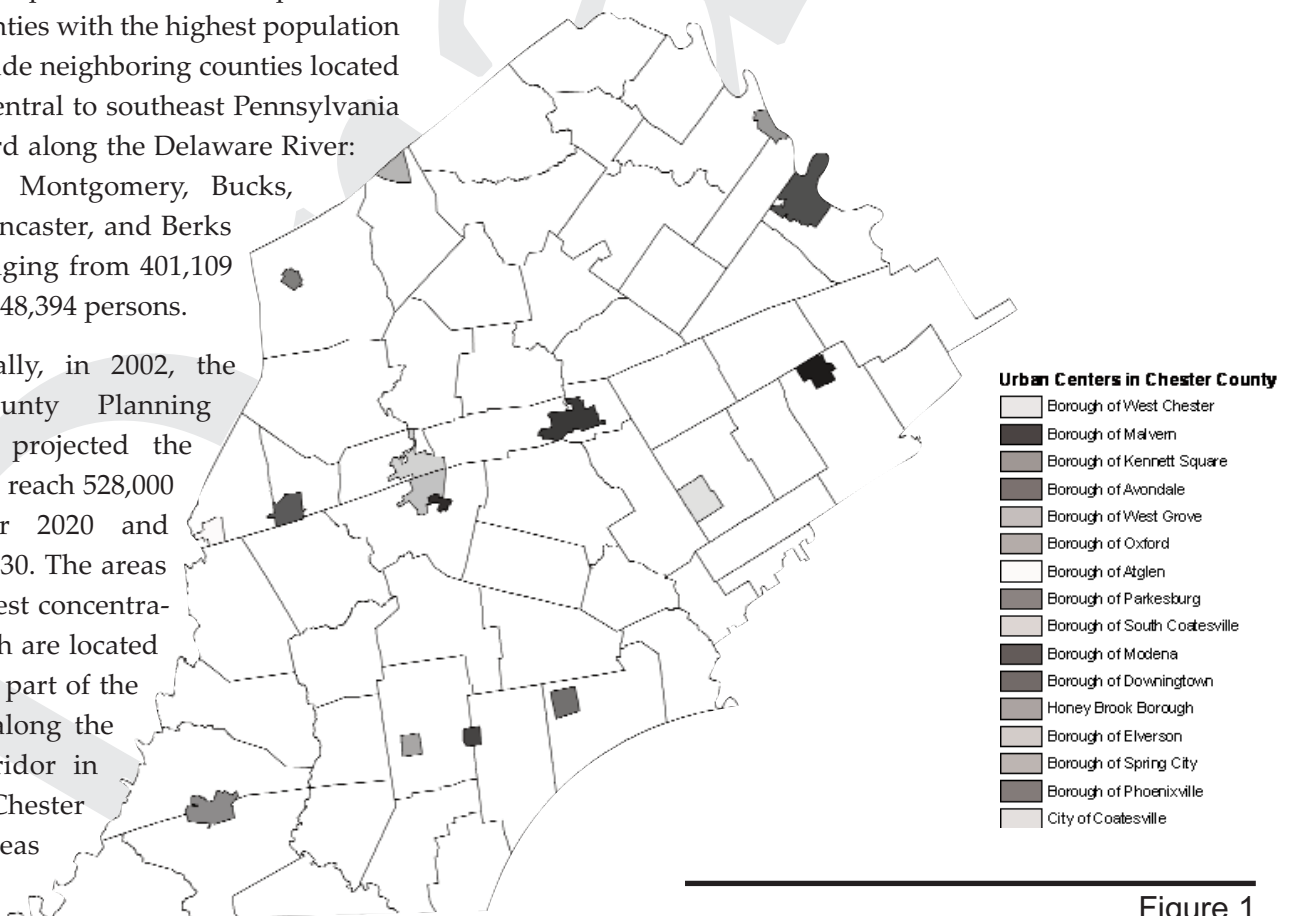 nties with the highest population
ude neighboring counties located
entral to southeast Pennsylvania
rd along the Delaware River:
Montgomery, Bucks,
ncaster, and Berks
ging from 401,109
48,394 persons.
ally, in 2002, the
unty Planning
projected the
reach 528,000
r 2020 and
30. The areas
est concentra-
h are located
part of the
along the
ridor in
Chester
eas
Urban Centers in Chester County
Borough of West Chester
Borough of Malvern
Borough of Kennett Square
Borough of Avondale
Borough of West Grove
Borough of Oxford
Borough of Atglen
Borough of Parkesburg
Borough of South Coatesville
Borough of Modena
Borough of Downingtown
Honey Brook Borough
Borough of Elverson
Borough of Spring City
Borough of Phoenixville
City of Coatesville
Figure 1